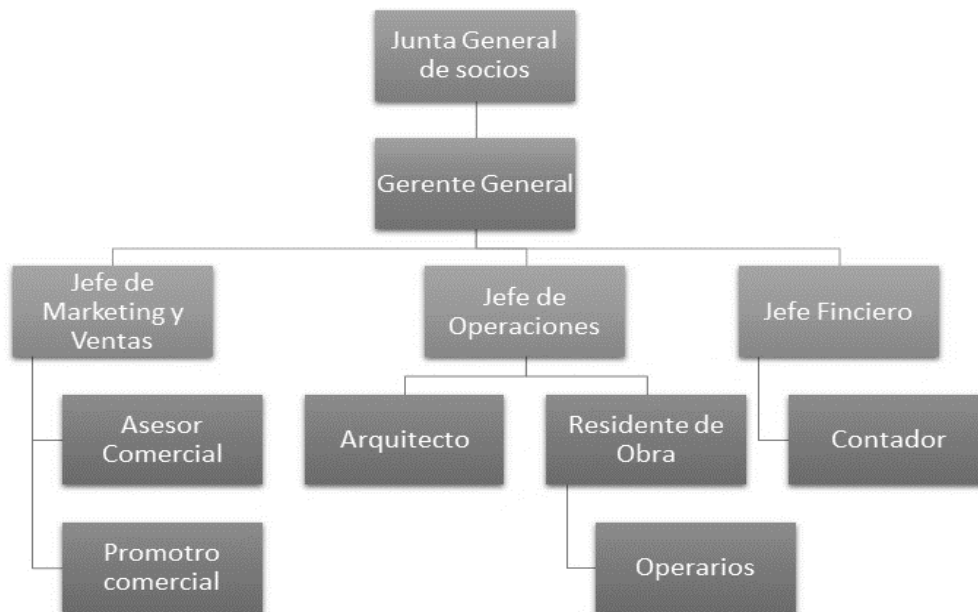 Junta General
de socios
Gerente General
Jefe de
Marketing y
Ventas
Jefe de
Operaciones
Jefe Finciero
Asesor
Comercial
Arquitecto
Residente de
Obra
Contador
Promotro
comercial
Operarios